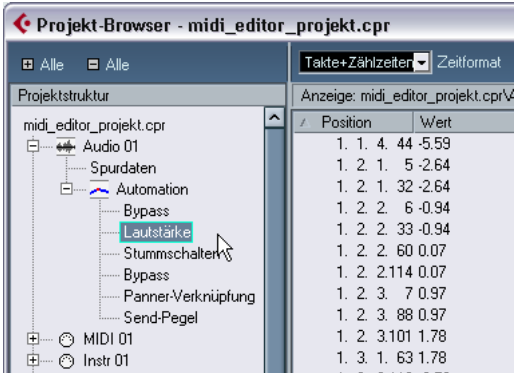 Projekt-Browser - midi_editor_projekt.cpr
Alle Alle
Takte+Zählzeiten Zeitformat
Projektstruktur
Anzeige: midi_editor_projekt.cpr\
midi_editor_projekt.cpr
Audio 01
Spurdaten
Automation
Bypass
Lautstärke
Stummschalten
Bypass
Panner-Verknüpfung
Send-Pegel
MIDI 01
Instr 01
Position Wert
1. 1. 4. 44 -5.59
1. 2. 1. 5 -2.64
1. 2. 1. 32 -2.64
1. 2. 2. 6 -0.94
1. 2. 2. 33 -0.94
1. 2. 2. 60 0.07
1. 2. 2.114 0.07
1. 2. 3. 7 0.97
1. 2. 3. 88 0.97
1. 2. 3.101 1.78
1. 3. 1. 63 1.78